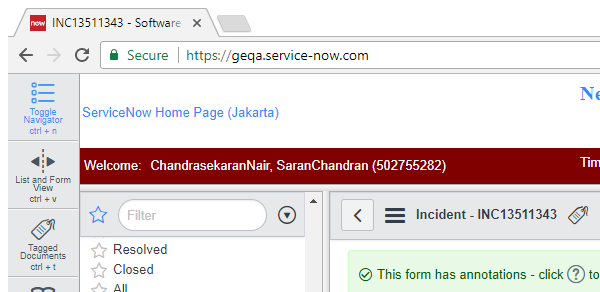 now INC13511343 - Software
Secure https://geqa.service-now.com
Toggle
Navigator
ctrl + n
ServiceNow Home Page (Jakarta)
Ne
List and Form
View
ctrl + v
Welcome: ChandrasekaranNair, SaranChandran (502755282)
Tim
Tagged
Documents
ctrl + t
Filter
Resolved
Closed
All
Incident - INC13511343
This form has annotations - click ? to